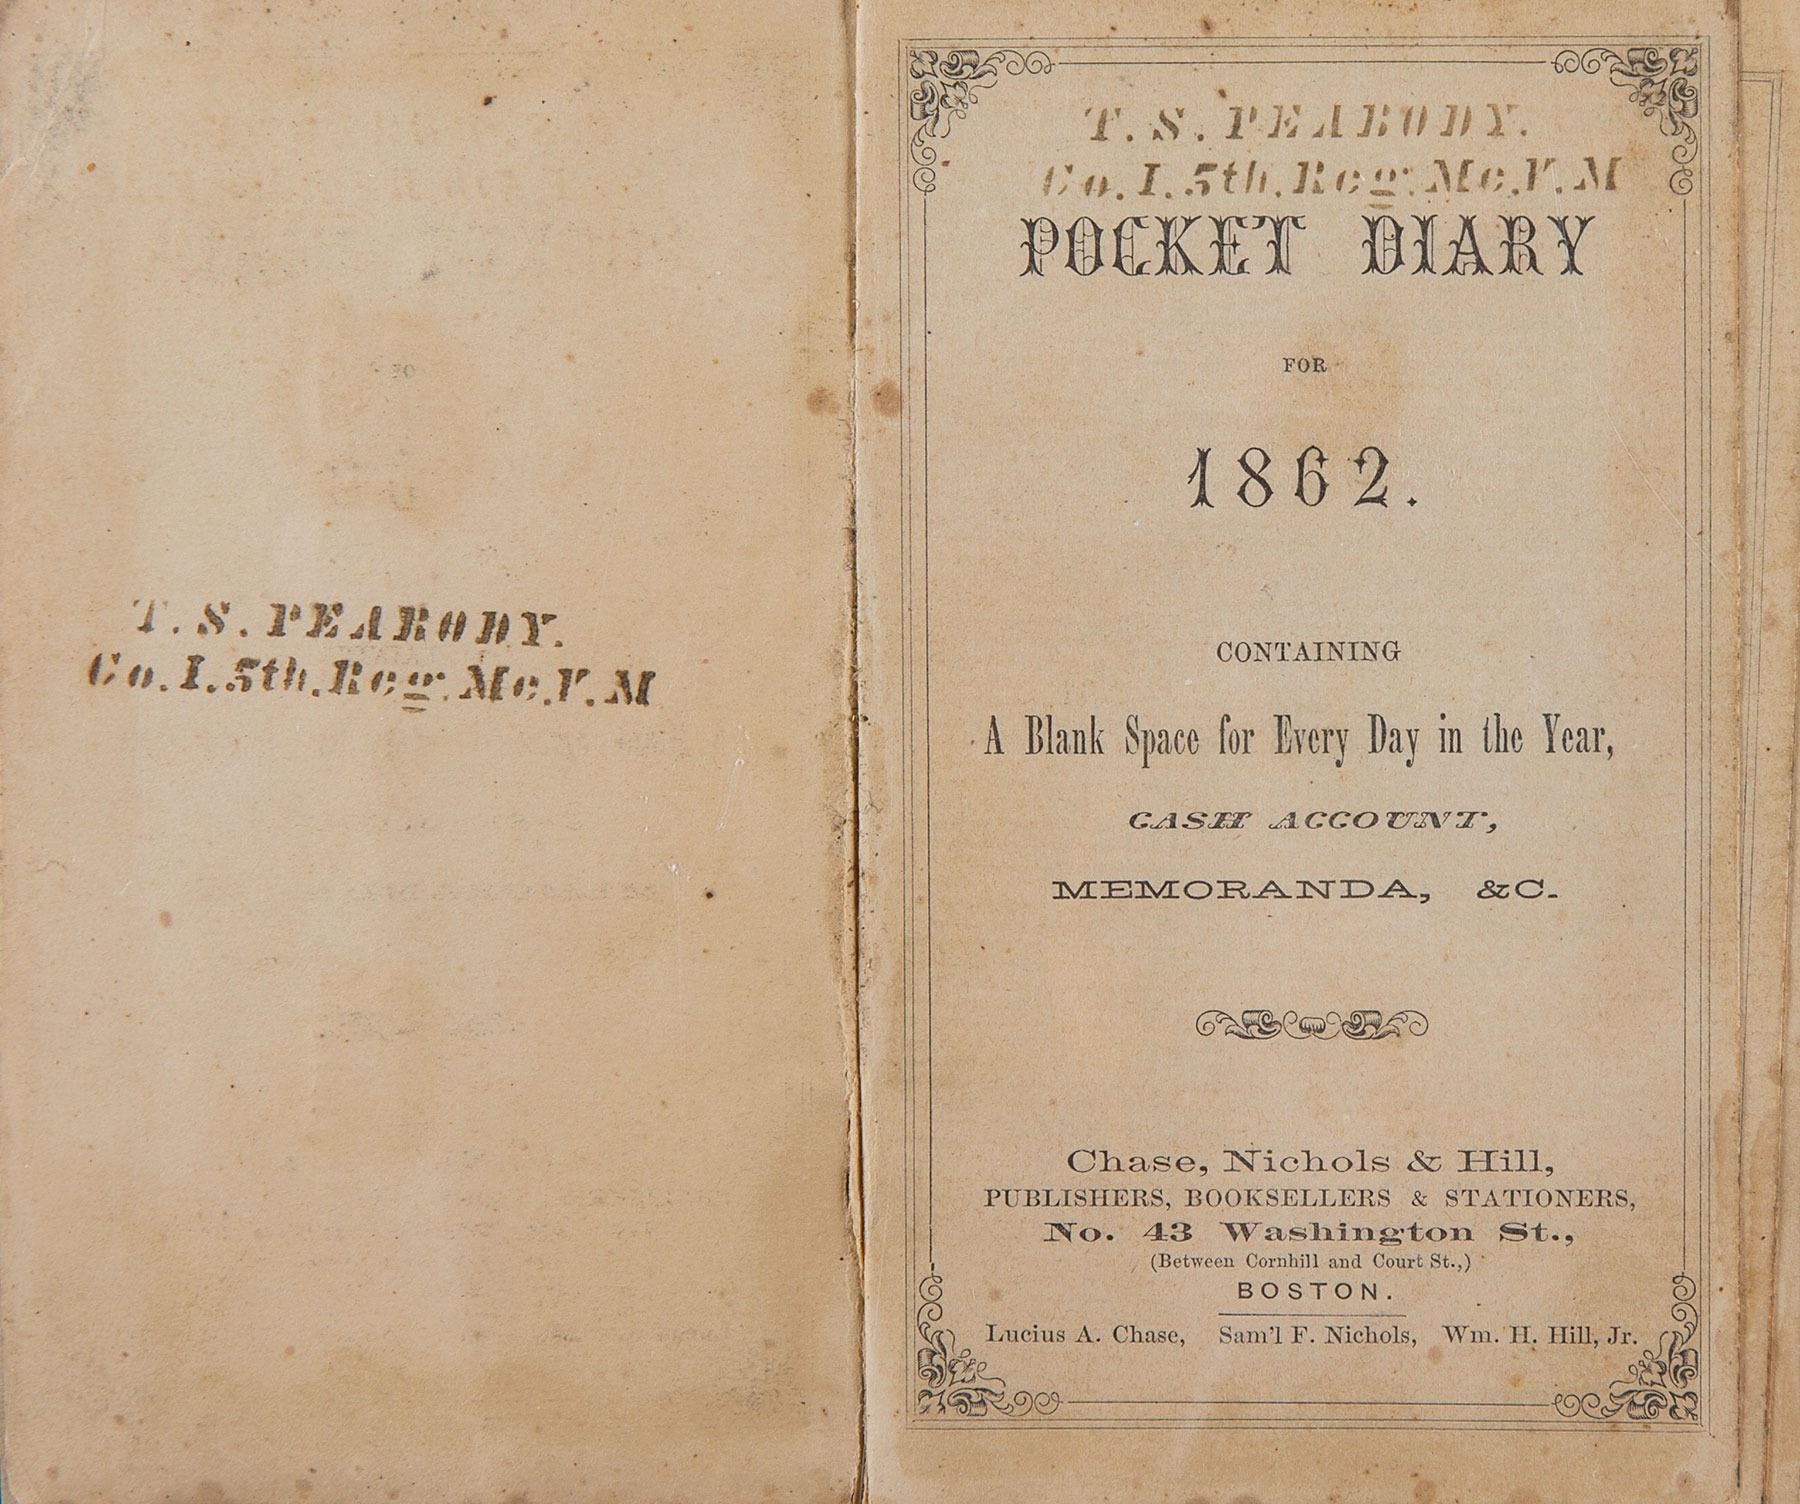 T. S. PEABODY.
Co. I. 5th. Reg. Me. V. M
T. S. PEABODY.
Co. I. 5th. Reg. Me. V. M
POCKET DIARY
FOR
1862.
CONTAINING
A Blank Space for Every Day in the Year,
CASH ACCOUNT,
MEMORANDA, &C.
Chase, Nichols & Hill,
PUBLISHERS, BOOKSELLERS & STATIONERS,
No. 43 Washington St.,
(Between Cornhill and Court St.,)
BOSTON.
Lucius A. Chase, Sam'l F. Nichols, Wm. H. Hill, Jr.